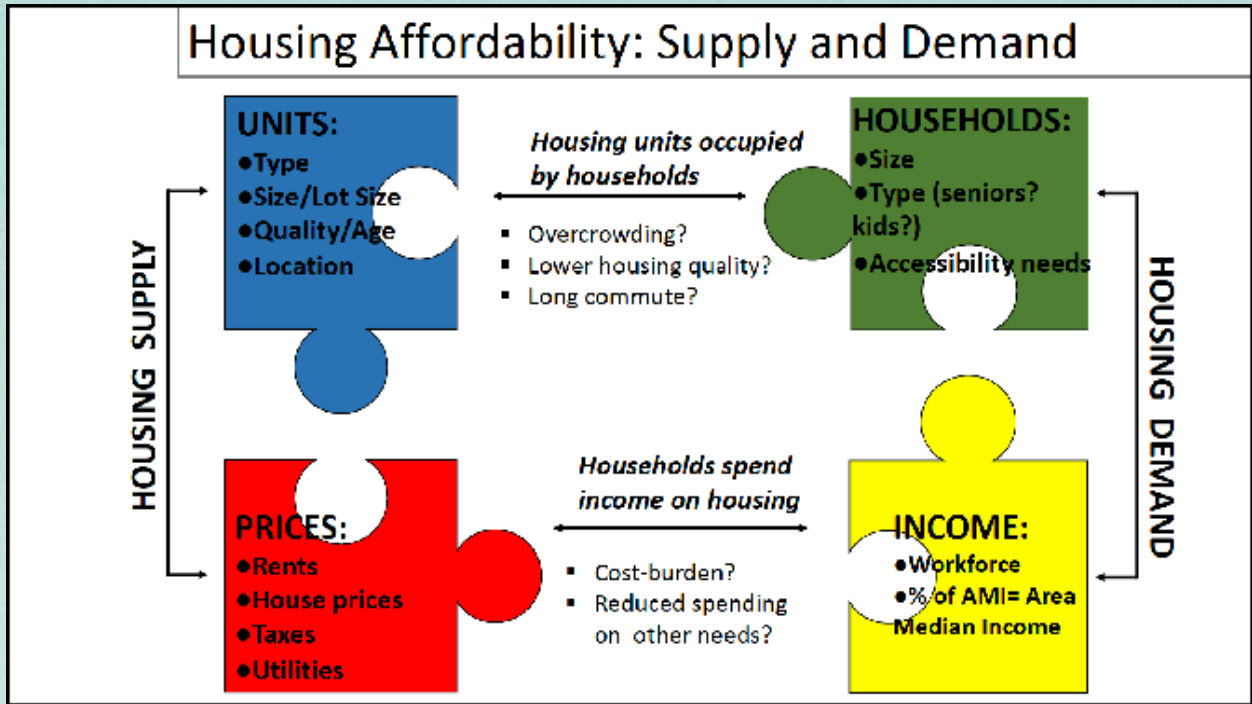 Housing Affordability: Supply and Demand
UNITS:
●Type
●Size/Lot Size
●Quality/Age
●Location
Housing units occupied
by households
▪ Overcrowding?
▪ Lower housing quality?
▪ Long commute?
HOUSEHOLDS:
●Size
●Type (seniors?
kids?)
●Accessibility needs
HOUSING SUPPLY
HOUSING DEMAND
PRICES:
●Rents
●House prices
●Taxes
●Utilities
Households spend
income on housing
▪ Cost-burden?
▪ Reduced spending
on other needs?
INCOME:
●Workforce
●% of AMI= Area
Median Income